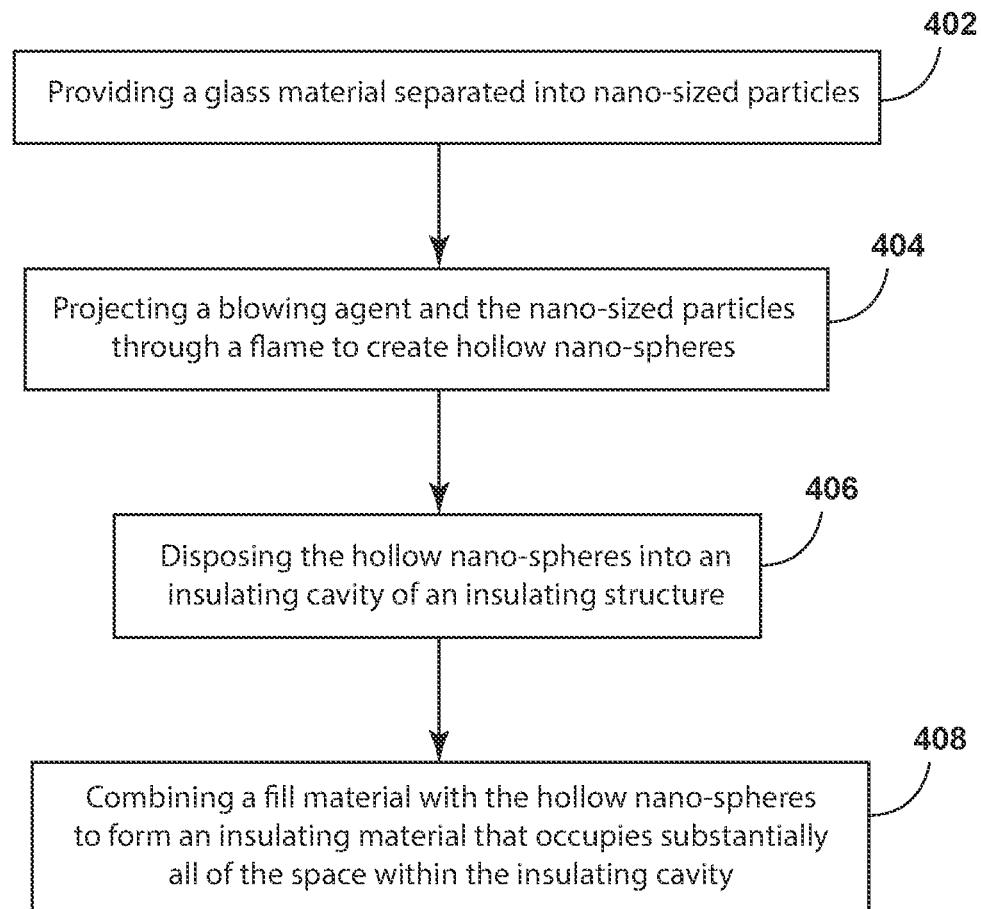 402
Providing a glass material separated into nano-sized particles
404
Projecting a blowing agent and the nano-sized particles
through a flame to create hollow nano-spheres
406
Disposing the hollow nano-spheres into an
insulating cavity of an insulating structure
408
Combining a fill material with the hollow nano-spheres
to form an insulating material that occupies substantially
all of the space within the insulating cavity